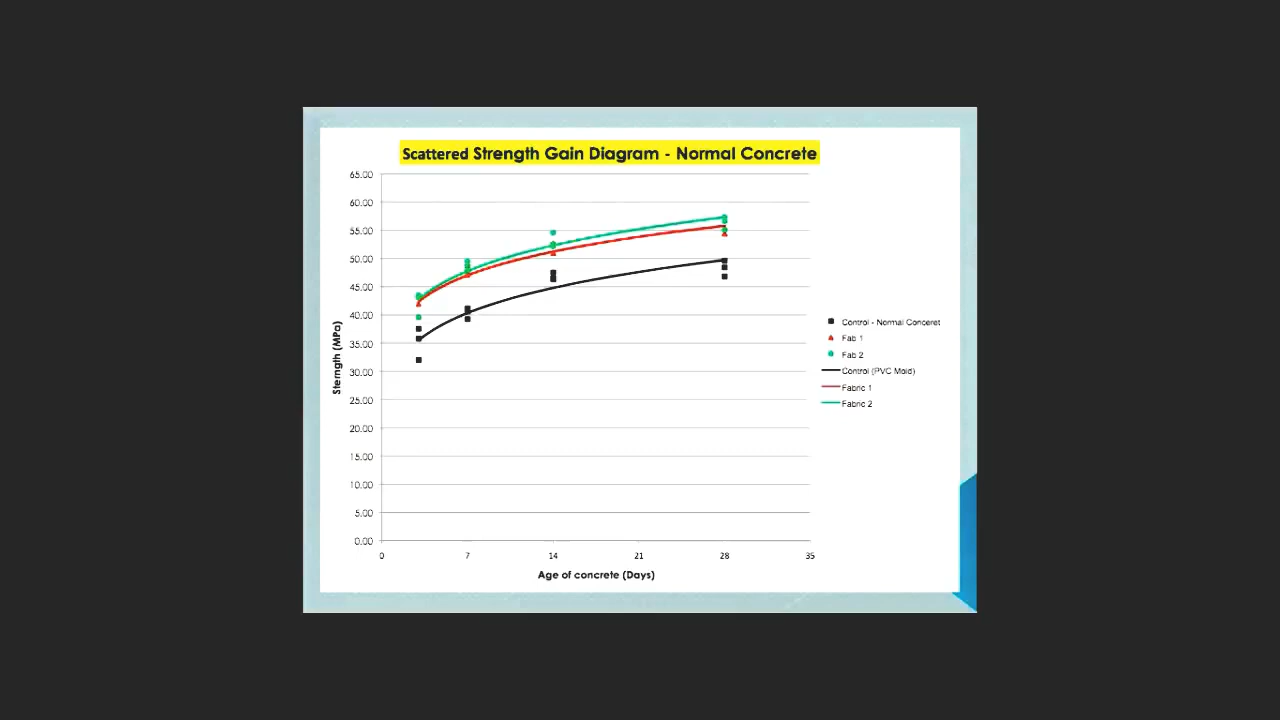 Scattered Strength Gain Diagram - Normal Concrete
65.00
60.00
55.00
50.00
45.00
40.00
35.00
30.00
25.00
20.00
15.00
10.00
5.00
0.00
Sterngth (MPa)
0 7 14 21 28 35
Age of concrete (Days)
Control - Normal Conceret
Fab 1
Fab 2
Control (PVC Mold)
Fabric 1
Fabric 2